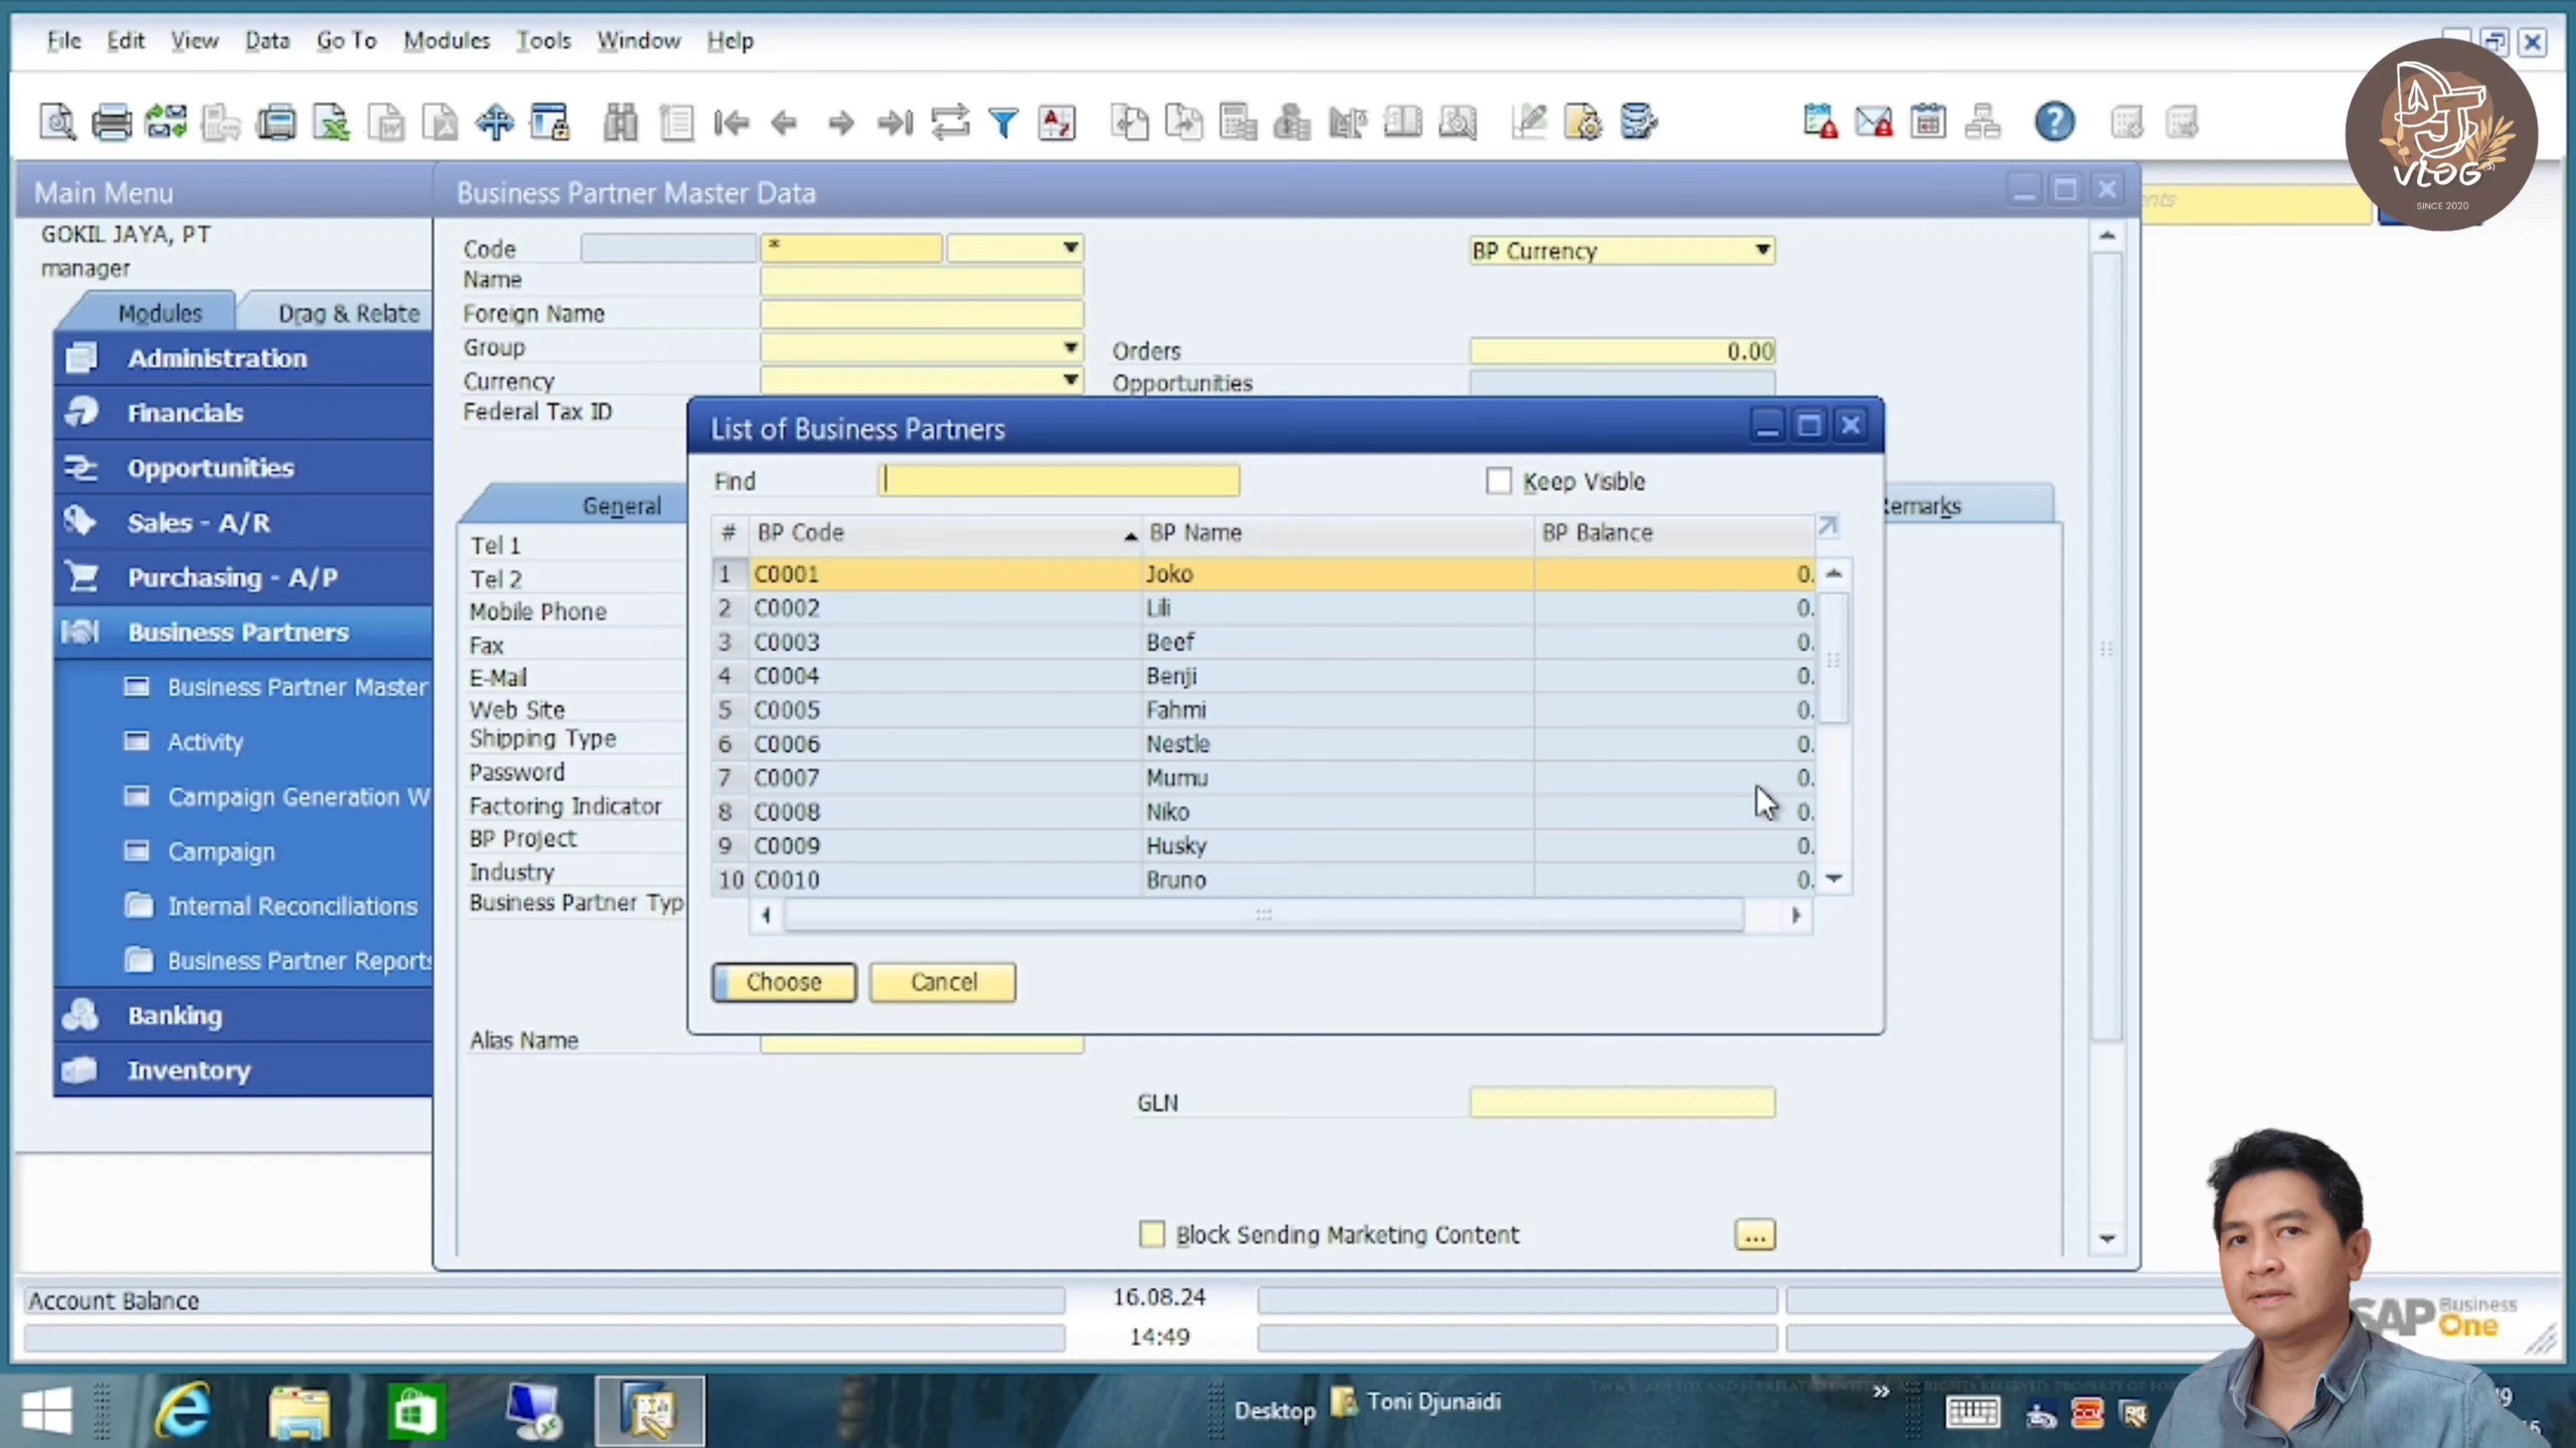 File Edit View Data Go To Modules Tools Window Help
DJ
VLOG
SINCE 2020
Main Menu
GOKIL JAYA, PT
manager
Modules Drag & Relate
Administration
Financials
Opportunities
Sales - A/R
Purchasing - A/P
Business Partners
Business Partner Master
Activity
Campaign Generation W
Campaign
Internal Reconciliations
Business Partner Reports
Banking
Inventory
Business Partner Master Data
Code *
Name
Foreign Name
Group
Currency
Federal Tax ID
BP Currency
Orders 0.00
Opportunities
General
Remarks
Tel 1
Tel 2
Mobile Phone
Fax
E-Mail
Web Site
Shipping Type
Password
Factoring Indicator
BP Project
Industry
Business Partner Typ
Alias Name
GLN
Block Sending Marketing Content
...
List of Business Partners
Find
Keep Visible
# BP Code BP Name BP Balance
1 C0001 Joko 0.
2 C0002 Lili 0.
3 C0003 Beef 0.
4 C0004 Benji 0.
5 C0005 Fahmi 0.
6 C0006 Nestle 0.
7 C0007 Mumu 0.
8 C0008 Niko 0.
9 C0009 Husky 0.
10 C0010 Bruno 0.
Choose Cancel
Account Balance
16.08.24
14:49
SAP Business One
Desktop Toni Djunaidi